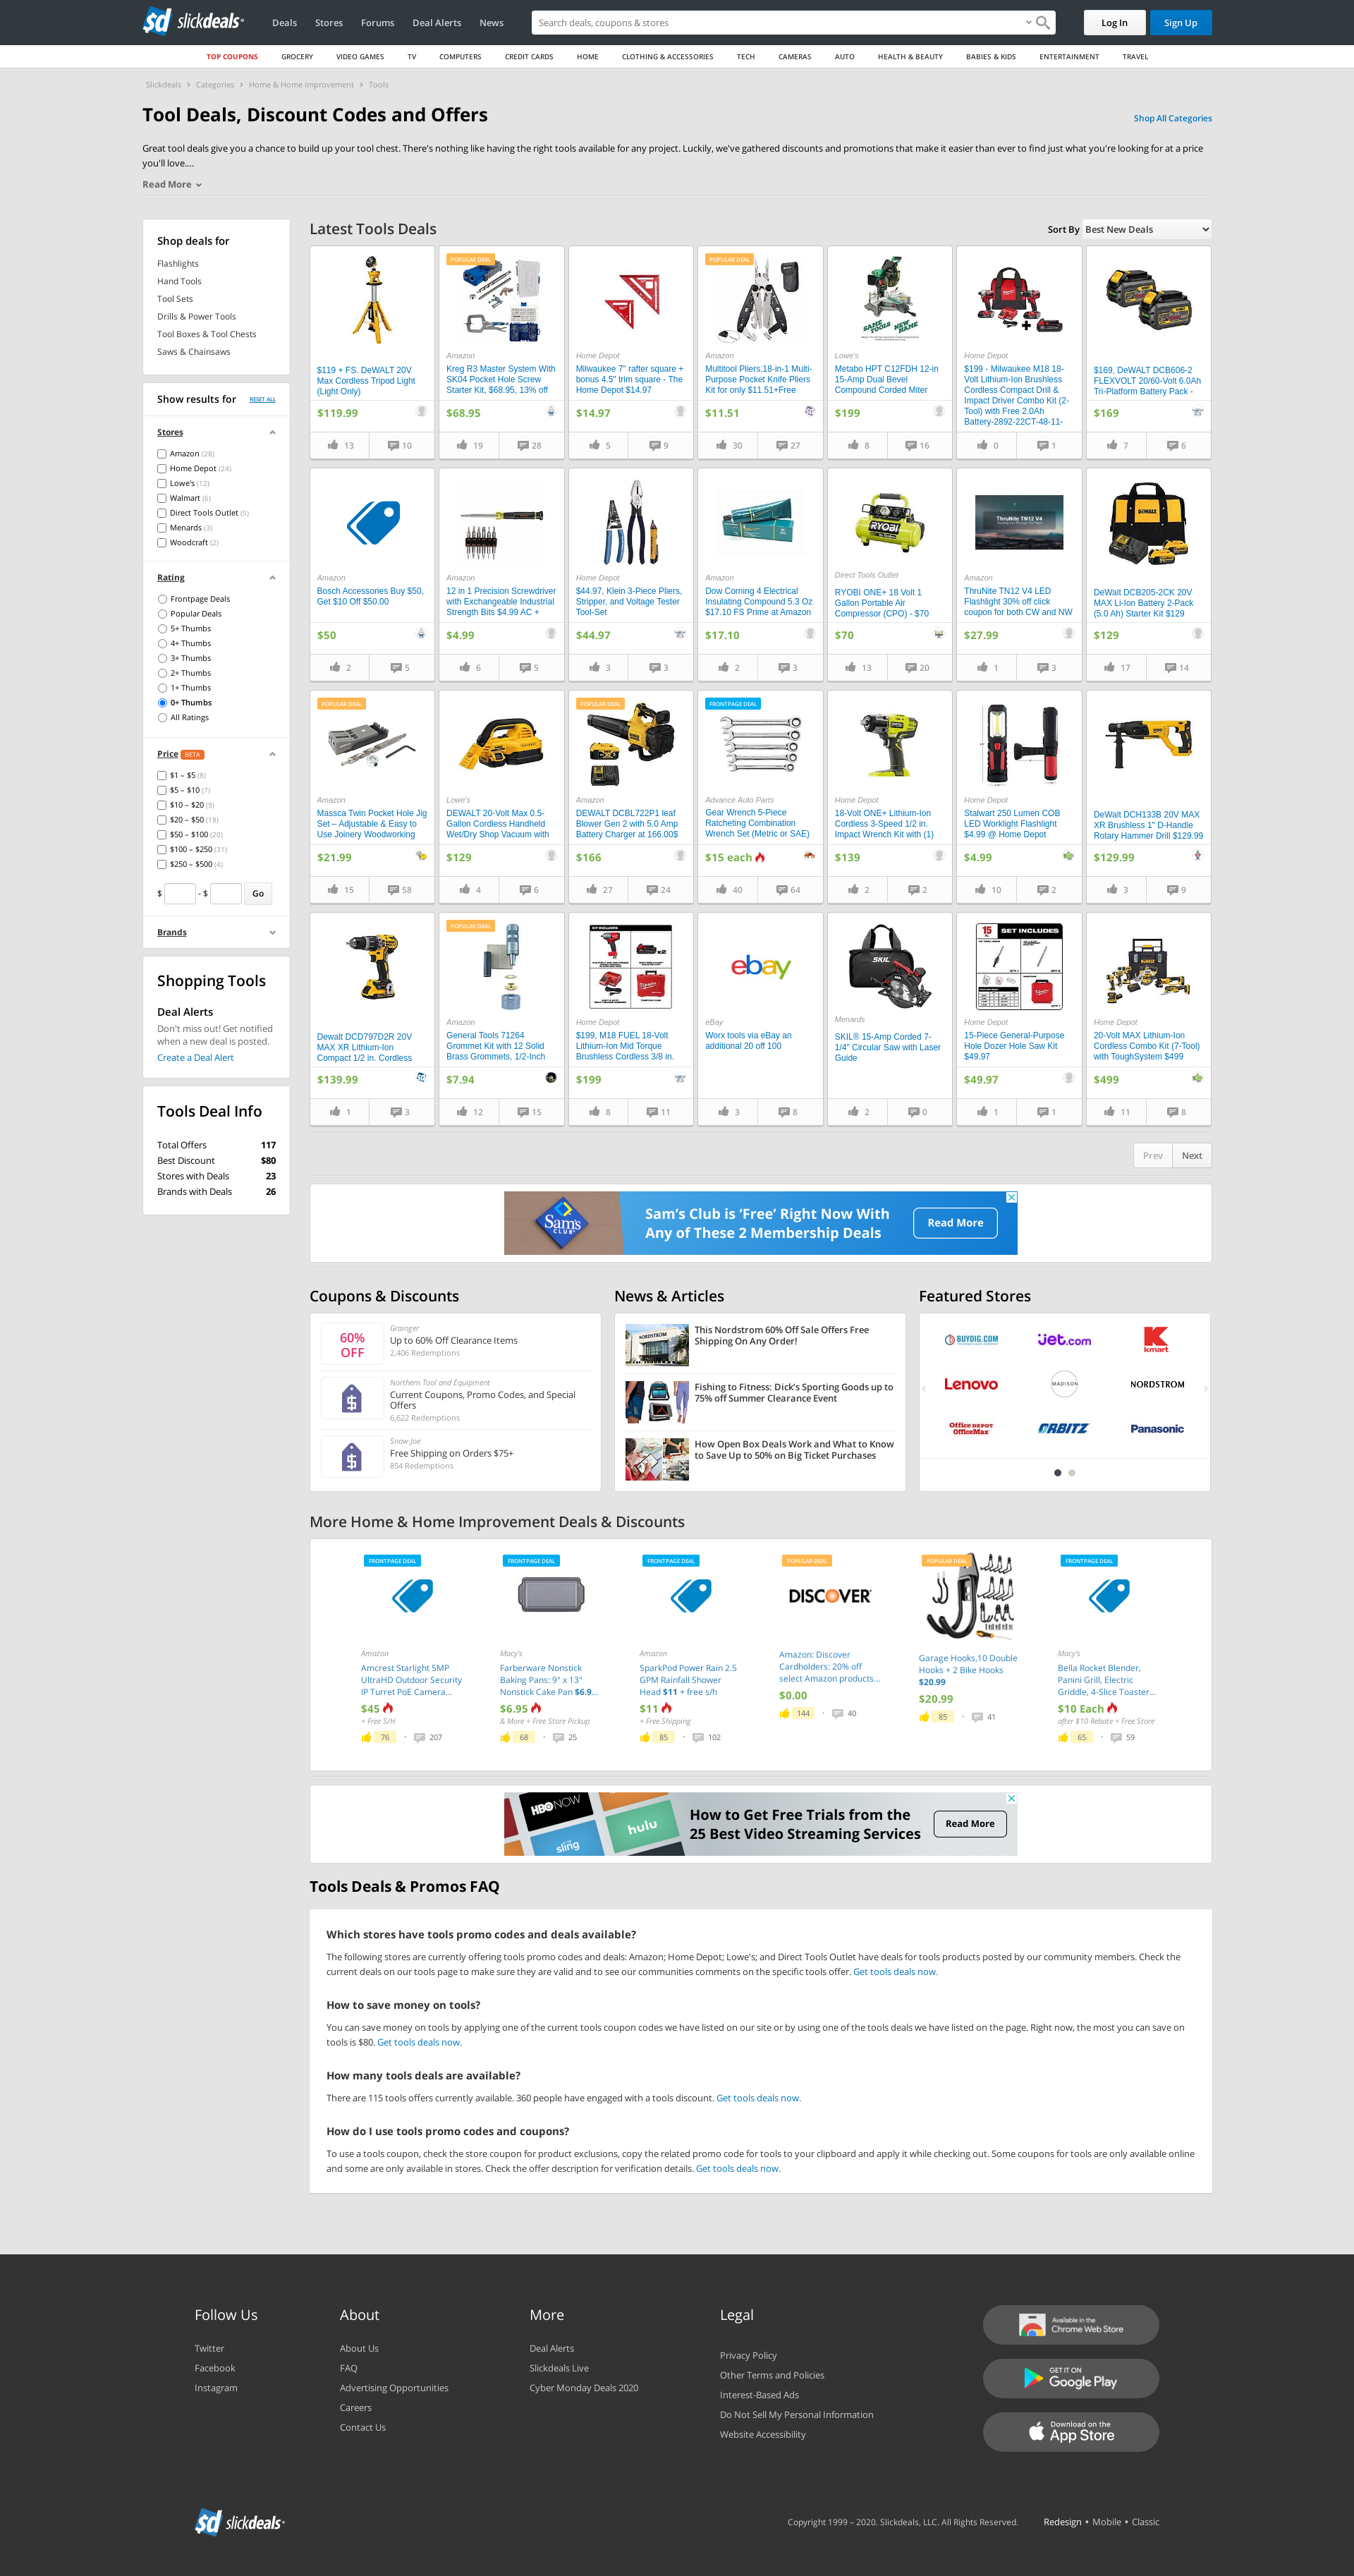 slickdeals
Deals
Stores
Forums
Deal Alerts
News
Search deals, coupons & stores
Log In
Sign Up
TOP COUPONS
GROCERY
VIDEO GAMES
TV
COMPUTERS
CREDIT CARDS
HOME
CLOTHING & ACCESSORIES
TECH
CAMERAS
AUTO
HEALTH & BEAUTY
BABIES & KIDS
ENTERTAINMENT
TRAVEL
Slickdeals > Categories > Home & Home Improvement > Tools
Tool Deals, Discount Codes and Offers
Shop All Categories
Great tool deals give you a chance to build up your tool chest. There's nothing like having the right tools available for any project. Luckily, we've gathered discounts and promotions that make it easier than ever to find just what you're looking for at a price
you'll love....
Read More
Shop deals for
Flashlights
Hand Tools
Tool Sets
Drills & Power Tools
Tool Boxes & Tool Chests
Saws & Chainsaws
Show results for
RESET ALL
Stores
Amazon (28)
Home Depot (24)
Lowe's (12)
Walmart (6)
Direct Tools Outlet (5)
Menards (3)
Woodcraft (2)
Rating
Frontpage Deals
Popular Deals
5+ Thumbs
4+ Thumbs
3+ Thumbs
2+ Thumbs
1+ Thumbs
0+ Thumbs
All Ratings
Price BETA
$1 – $5 (8)
$5 – $10 (7)
$10 – $20 (9)
$20 – $50 (18)
$50 – $100 (20)
$100 – $250 (31)
$250 – $500 (4)
$ - $ Go
Brands
Shopping Tools
Deal Alerts
Don't miss out! Get notified
when a new deal is posted.
Create a Deal Alert
Tools Deal Info
Total Offers 117
Best Discount $80
Stores with Deals 23
Brands with Deals 26
Latest Tools Deals
Sort By Best New Deals
$119 + FS. DeWALT 20V
Max Cordless Tripod Light
(Light Only)
$119.99
13 10
POPULAR DEAL
Amazon
Kreg R3 Master System With
SK04 Pocket Hole Screw
Starter Kit, $68.95, 13% off
$68.95
19 28
Home Depot
Milwaukee 7" rafter square +
bonus 4.5" trim square - The
Home Depot $14.97
$14.97
5 9
POPULAR DEAL
Amazon
Multitool Pliers,18-in-1 Multi-
Purpose Pocket Knife Pliers
Kit for only $11.51+Free
$11.51
30 27
SAME TOOLS NEW NAME
Lowe's
Metabo HPT C12FDH 12-in
15-Amp Dual Bevel
Compound Corded Miter
$199
8 16
Home Depot
$199 - Milwaukee M18 18-
Volt Lithium-Ion Brushless
Cordless Compact Drill &
Impact Driver Combo Kit (2-
Tool) with Free 2.0Ah
Battery-2892-22CT-48-11-
0 1
$169, DeWALT DCB606-2
FLEXVOLT 20/60-Volt 6.0Ah
Tri-Platform Battery Pack -
$169
7 6
Amazon
Bosch Accessories Buy $50,
Get $10 Off $50.00
$50
2 5
Amazon
12 in 1 Precision Screwdriver
with Exchangeable Industrial
Strength Bits $4.99 AC +
$4.99
6 5
Home Depot
$44.97, Klein 3-Piece Pliers,
Stripper, and Voltage Tester
Tool-Set
$44.97
3 3
Amazon
Dow Corning 4 Electrical
Insulating Compound 5.3 Oz
$17.10 FS Prime at Amazon
$17.10
2 3
RYOBI
Direct Tools Outlet
RYOBI ONE+ 18 Volt 1
Gallon Portable Air
Compressor (CPO) - $70
$70
13 20
ThruNite TN12 V4
Amazon
ThruNite TN12 V4 LED
Flashlight 30% off click
coupon for both CW and NW
$27.99
1 3
DeWalt DCB205-2CK 20V
MAX Li-Ion Battery 2-Pack
(5.0 Ah) Starter Kit $129
$129
17 14
POPULAR DEAL
Amazon
Massca Twin Pocket Hole Jig
Set – Adjustable & Easy to
Use Joinery Woodworking
$21.99
15 58
Lowe's
DEWALT 20-Volt Max 0.5-
Gallon Cordless Handheld
Wet/Dry Shop Vacuum with
$129
4 6
POPULAR DEAL
Amazon
DEWALT DCBL722P1 leaf
Blower Gen 2 with 5.0 Amp
Battery Charger at 166.00$
$166
27 24
FRONTPAGE DEAL
Advance Auto Parts
Gear Wrench 5-Piece
Ratcheting Combination
Wrench Set (Metric or SAE)
$15 each
40 64
Home Depot
18-Volt ONE+ Lithium-Ion
Cordless 3-Speed 1/2 in.
Impact Wrench Kit with (1)
$139
2 2
Home Depot
Stalwart 250 Lumen COB
LED Worklight Flashlight
$4.99 @ Home Depot
$4.99
10 2
DeWalt DCH133B 20V MAX
XR Brushless 1" D-Handle
Rotary Hammer Drill $129.99
$129.99
3 9
Dewalt DCD797D2R 20V
MAX XR Lithium-Ion
Compact 1/2 in. Cordless
$139.99
1 3
POPULAR DEAL
Amazon
General Tools 71264
Grommet Kit with 12 Solid
Brass Grommets, 1/2-Inch
$7.94
12 15
Home Depot
$199, M18 FUEL 18-Volt
Lithium-Ion Mid Torque
Brushless Cordless 3/8 in.
$199
8 11
ebay
eBay
Worx tools via eBay an
additional 20 off 100
3 8
SKIL
Menards
SKIL® 15-Amp Corded 7-
1/4" Circular Saw with Laser
Guide
2 0
15 SET INCLUDES
Home Depot
15-Piece General-Purpose
Hole Dozer Hole Saw Kit
$49.97
$49.97
1 1
Home Depot
20-Volt MAX Lithium-Ion
Cordless Combo Kit (7-Tool)
with ToughSystem $499
$499
11 8
Prev
Next
Sam's CLUB
Sam's Club is 'Free' Right Now With
Any of These 2 Membership Deals
Read More
Coupons & Discounts
60% OFF
Grainger
Up to 60% Off Clearance Items
2,406 Redemptions
Northern Tool and Equipment
Current Coupons, Promo Codes, and Special
Offers
6,622 Redemptions
Snow Joe
Free Shipping on Orders $75+
854 Redemptions
News & Articles
NORDSTROM
This Nordstrom 60% Off Sale Offers Free
Shipping On Any Order!
Fishing to Fitness: Dick's Sporting Goods up to
75% off Summer Clearance Event
How Open Box Deals Work and What to Know
to Save Up to 50% on Big Ticket Purchases
Featured Stores
BUYDIG.COM
jet.com
kmart
Lenovo
MADISON
NORDSTROM
Office DEPOT
OfficeMax
ORBITZ
Panasonic
More Home & Home Improvement Deals & Discounts
FRONTPAGE DEAL
Amazon
Amcrest Starlight 5MP
UltraHD Outdoor Security
IP Turret PoE Camera...
$45
+ Free S/H
76 · 207
FRONTPAGE DEAL
Macy's
Farberware Nonstick
Baking Pans: 9" x 13"
Nonstick Cake Pan $6.9...
$6.95
& More + Free Store Pickup
68 · 25
FRONTPAGE DEAL
Amazon
SparkPod Power Rain 2.5
GPM Rainfall Shower
Head $11 + free s/h
$11
+ Free Shipping
85 · 102
POPULAR DEAL
DISCOVER
Amazon: Discover
Cardholders: 20% off
select Amazon products...
$0.00
144 · 40
POPULAR DEAL
Garage Hooks,10 Double
Hooks + 2 Bike Hooks
$20.99
$20.99
85 · 41
FRONTPAGE DEAL
Macy's
Bella Rocket Blender,
Panini Grill, Electric
Griddle, 4-Slice Toaster...
$10 Each
after $10 Rebate + Free Store
65 · 59
HBO NOW
hulu
sling
How to Get Free Trials from the
25 Best Video Streaming Services
Read More
Tools Deals & Promos FAQ
Which stores have tools promo codes and deals available?
The following stores are currently offering tools promo codes and deals: Amazon; Home Depot; Lowe's; and Direct Tools Outlet have deals for tools products posted by our community members. Check the
current deals on our tools page to make sure they are valid and to see our communities comments on the specific tools offer. Get tools deals now.
How to save money on tools?
You can save money on tools by applying one of the current tools coupon codes we have listed on our site or by using one of the tools deals we have listed on the page. Right now, the most you can save on
tools is $80. Get tools deals now.
How many tools deals are available?
There are 115 tools offers currently available. 360 people have engaged with a tools discount. Get tools deals now.
How do I use tools promo codes and coupons?
To use a tools coupon, check the store coupon for product exclusions, copy the related promo code for tools to your clipboard and apply it while checking out. Some coupons for tools are only available online
and some are only available in stores. Check the offer description for verification details. Get tools deals now.
Follow Us
Twitter
Facebook
Instagram
About
About Us
FAQ
Advertising Opportunities
Careers
Contact Us
More
Deal Alerts
Slickdeals Live
Cyber Monday Deals 2020
Legal
Privacy Policy
Other Terms and Policies
Interest-Based Ads
Do Not Sell My Personal Information
Website Accessibility
Available in the
Chrome Web Store
GET IT ON
Google Play
Download on the
App Store
slickdeals
Copyright 1999 – 2020. Slickdeals, LLC. All Rights Reserved.
Redesign • Mobile • Classic